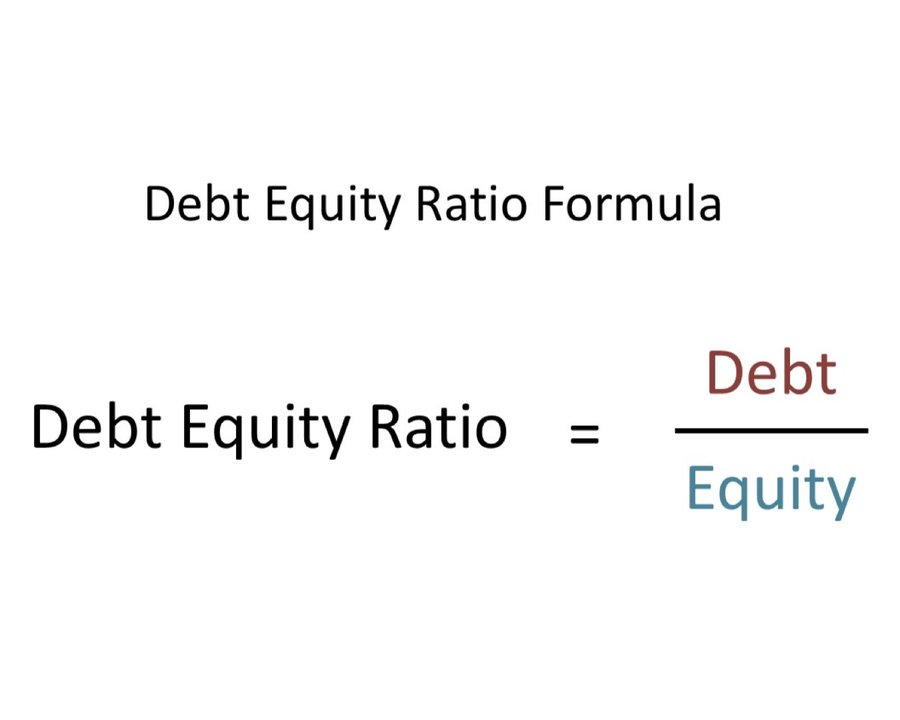 Debt Equity Ratio Formula
Debt Equity Ratio = Debt
Equity